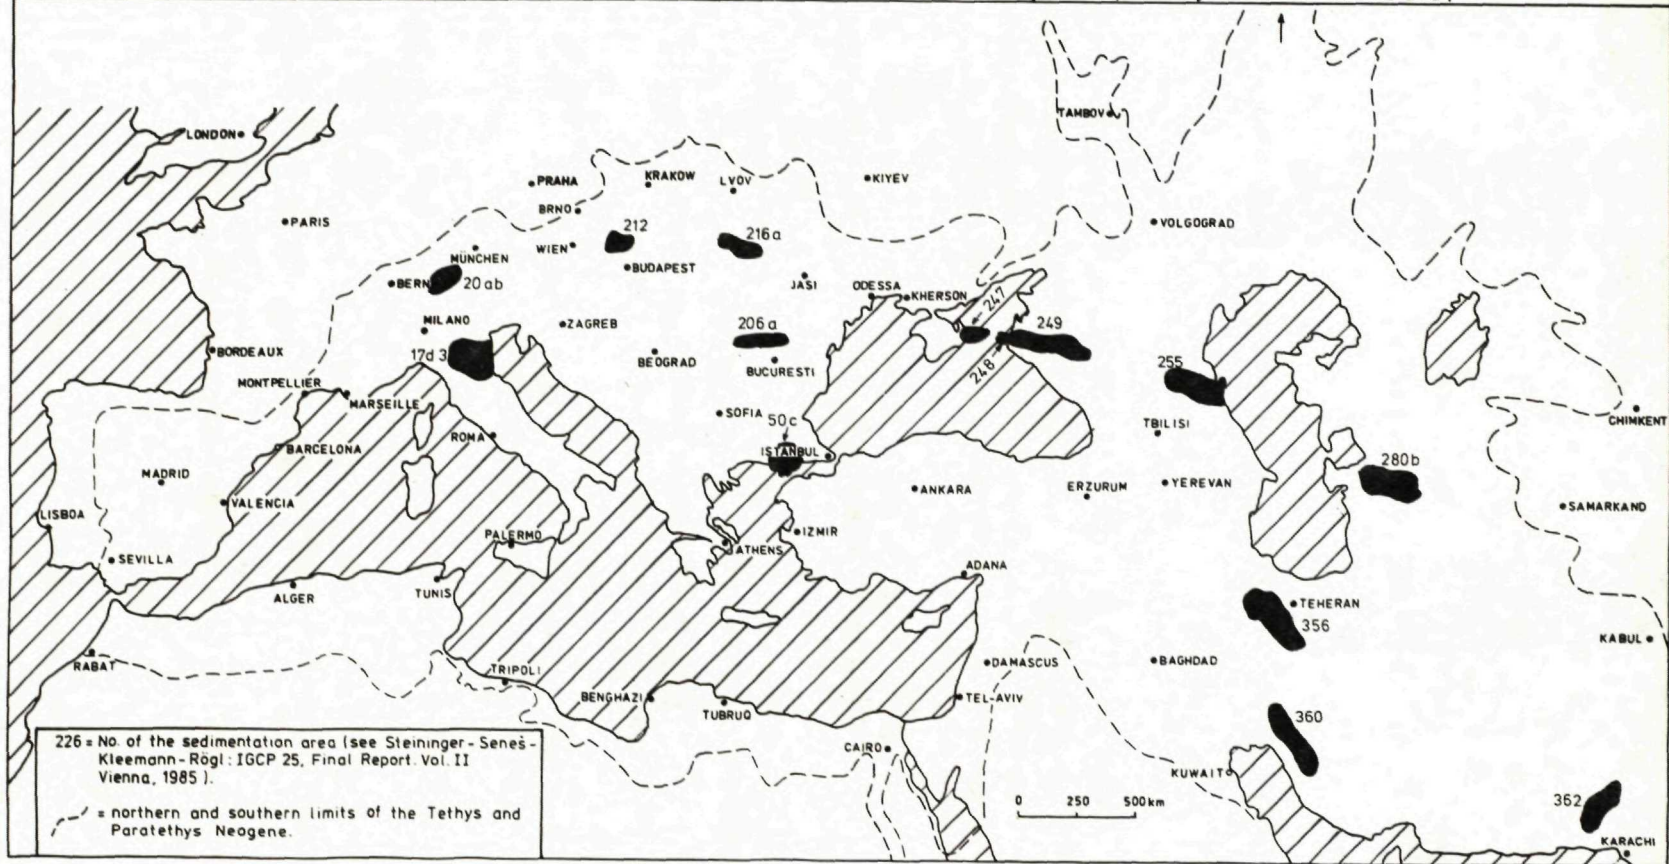 TAMBOV
LONDON
PRAHA
KRAKOW
LVOV
KIYEV
BRNO
PARIS
212
216a
VOLGOGRAD
WIEN
MÜNCHEN
BUDAPEST
BERN
20ab
JASI
ODESSA
KHERSON
247
MILANO
ZAGREB
206a
249
17d 3
BORDEAUX
BEOGRAD
BUCURESTI
248
255
MONTPELLIER
MARSEILLE
SOFIA
50c
TBILISI
CHIMKENT
ROMA
BARCELONA
ISTANBUL
280b
MADRID
ANKARA
ERZURUM
YEREVAN
VALENCIA
SAMARKAND
LISBOA
PALERMO
IZMIR
ATHENS
SEVILLA
ADANA
ALGER
TUNIS
TEHERAN
356
KABUL
RABAT
TRIPOLI
DAMASCUS
BAGHDAD
BENGHAZI
TEL-AVIV
TUBRUQ
360
CAIRO
KUWAIT
0 250 500km
362
KARACHI
226 = No. of the sedimentation area (see Steininger-Seneš-
Kleemann-Rögl: IGCP 25, Final Report. Vol. II
Vienna, 1985 ).
= northern and southern limits of the Tethys and
Paratethys Neogene.